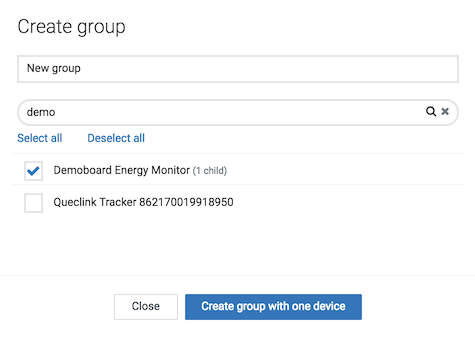 Create group
New group
demo
Select all Deselect all
Demoboard Energy Monitor (1 child)
Queclink Tracker 862170019918950
Close Create group with one device